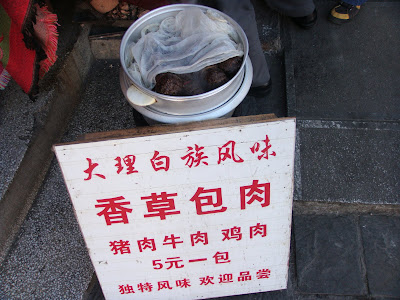 大理白族风味
香草包肉
猪肉牛肉 鸡肉
5元一包
独特风味 欢迎品尝